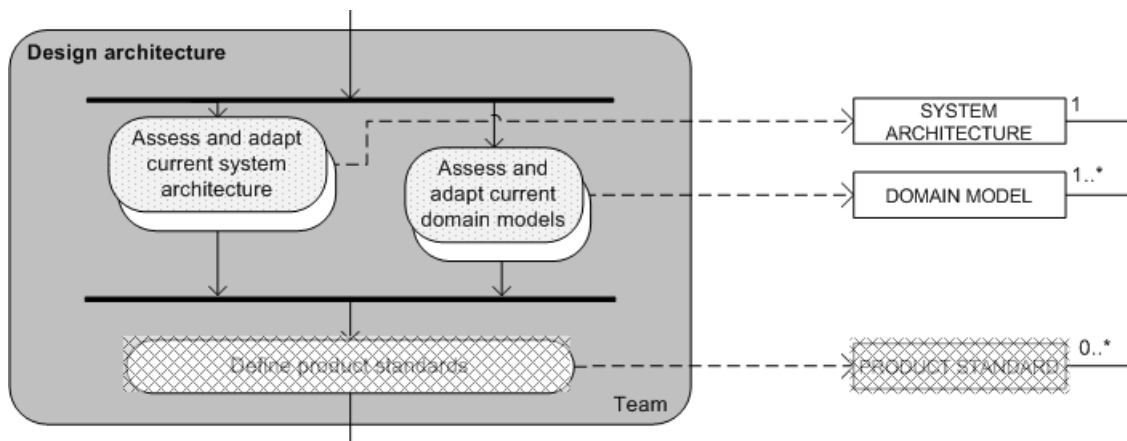 Design architecture
Assess and adapt
current system
architecture
Assess and
adapt current
domain models
Define product standards
Team
SYSTEM
ARCHITECTURE
1
DOMAIN MODEL
1..*
PRODUCT STANDARD
0..*